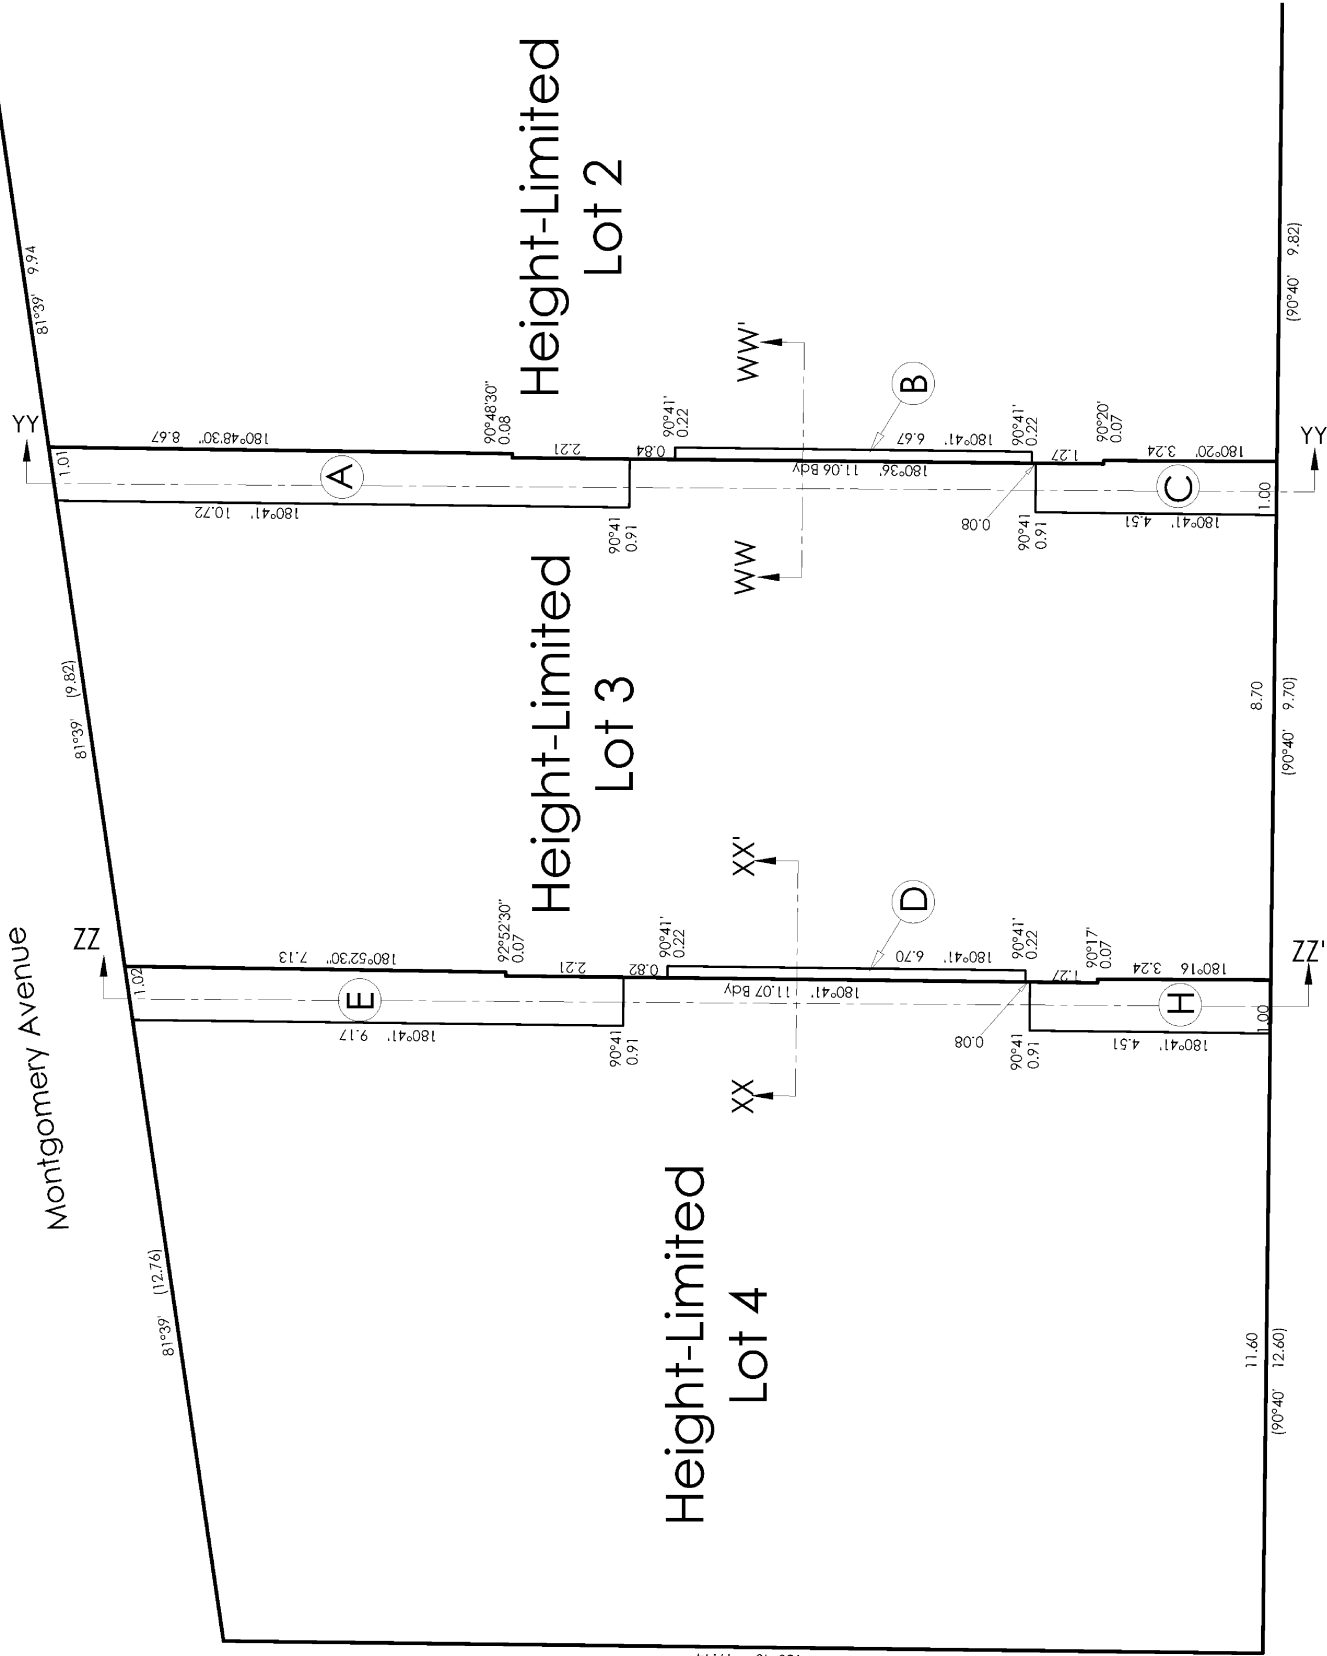 Montgomery Avenue
81°39' 9.94
81°39' (9.82)
81°39' (12.76)
Height-Limited
Lot 2
Height-Limited
Lot 3
Height-Limited
Lot 4
YY
1.01
180°48'30" 8.67
A
180°41' 10.72
90°48'30"
0.08
2.21
90°41
0.91
0.84
90°41'
0.22
WW'
WW
B
180°41' 6.67
180°36' 11.06 Bdy
90°41'
0.22
0.08
90°41
0.91
1.27
90°20'
0.07
180°20' 3.24
C
180°41' 4.51
1.00
YY
(90°40' 9.82)
8.70
(90°40' 9.70)
ZZ
1.02
180°52'30" 7.13
E
180°41' 9.17
92°52'30"
0.07
2.21
90°41
0.91
0.82
90°41'
0.22
XX'
XX
D
180°41' 6.70
180°41' 11.07 Bdy
90°41'
0.22
0.08
90°41
0.91
1.27
90°17'
0.07
180°16 3.24
H
180°41' 4.51
1.00
ZZ'
11.60
(90°40' 12.60)